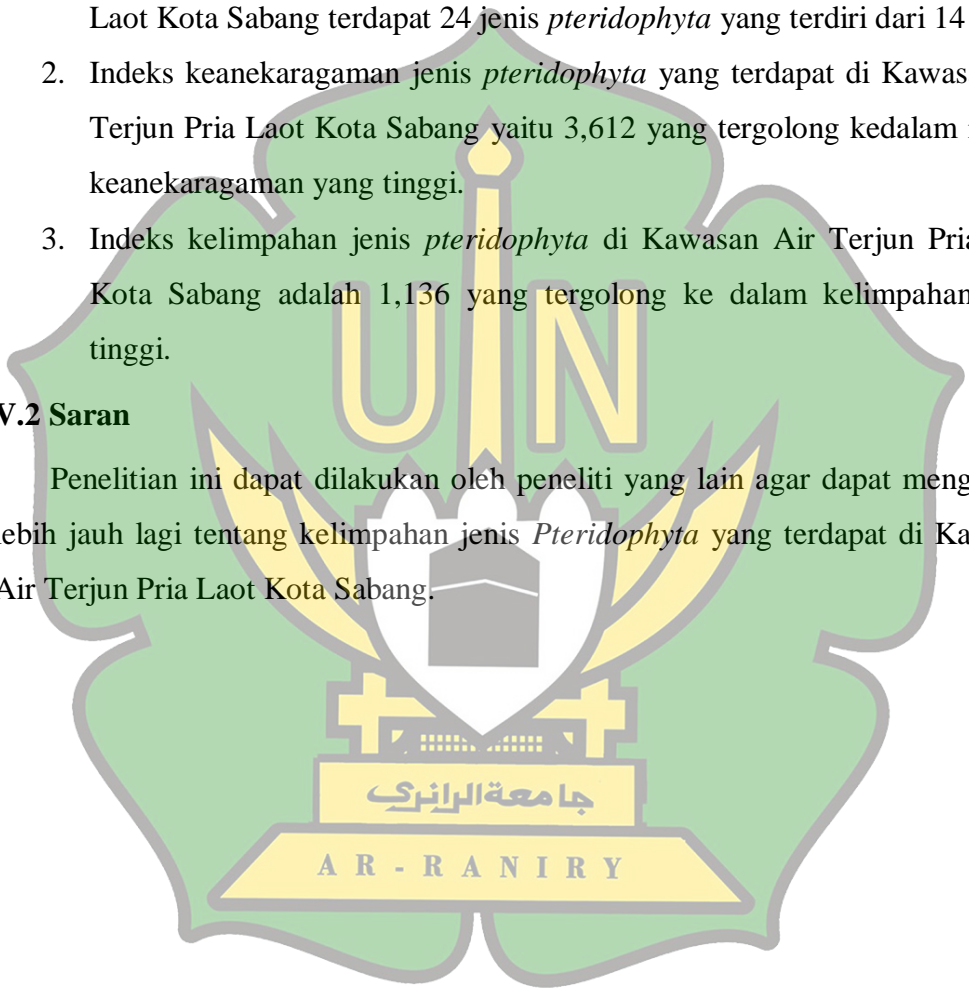 Laot Kota Sabang terdapat 24 jenis pteridophyta yang terdiri dari 14
2. Indeks keanekaragaman jenis pteridophyta yang terdapat di Kawas
Terjun Pria Laot Kota Sabang yaitu 3,612 yang tergolong kedalam
keanekaragaman yang tinggi.
3. Indeks kelimpahan jenis pteridophyta di Kawasan Air Terjun Pria
Kota Sabang adalah 1,136 yang tergolong ke dalam kelimpahan
tinggi.
V.2 Saran
Penelitian ini dapat dilakukan oleh peneliti yang lain agar dapat meng
lebih jauh lagi tentang kelimpahan jenis Pteridophyta yang terdapat di Ka
Air Terjun Pria Laot Kota Sabang.
UIN
جامعة الرانري
AR-RANIRY